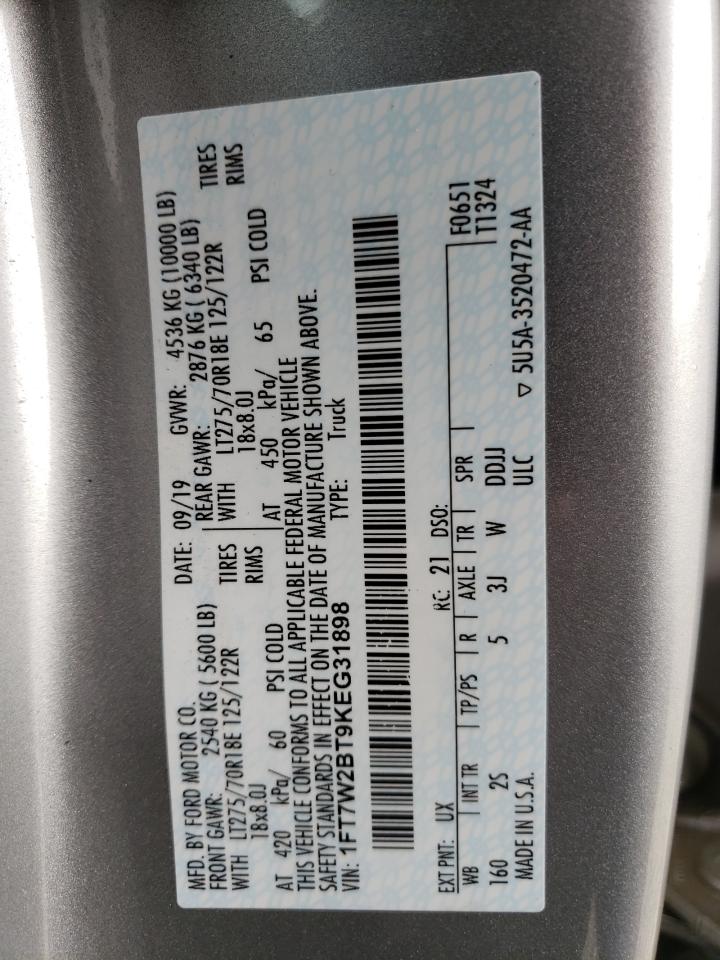 MFD. BY FORD MOTOR CO.
DATE: 09/19 GVWR: 4536 KG (10000 LB)
FRONT GAWR: 2540 KG ( 5600 LB) REAR GAWR: 2876 KG ( 6340 LB)
WITH LT275/70R18E 125/122R TIRES WITH LT275/70R18E 125/122R TIRES
18x8.0J RIMS 18x8.0J RIMS
AT 420 kPa/ 60 PSI COLD AT 450 kPa/ 65 PSI COLD
THIS VEHICLE CONFORMS TO ALL APPLICABLE FEDERAL MOTOR VEHICLE
SAFETY STANDARDS IN EFFECT ON THE DATE OF MANUFACTURE SHOWN ABOVE.
VIN: 1FT7W2BT9KEG31898 TYPE: Truck
EXT PNT: UX RC: 21 DSO: F0651
WB INT TR TP/PS R AXLE TR SPR T1324
160 2S 5 3J W DDJJ
MADE IN U.S.A. ULC ▽ 5U5A-3520472-AA